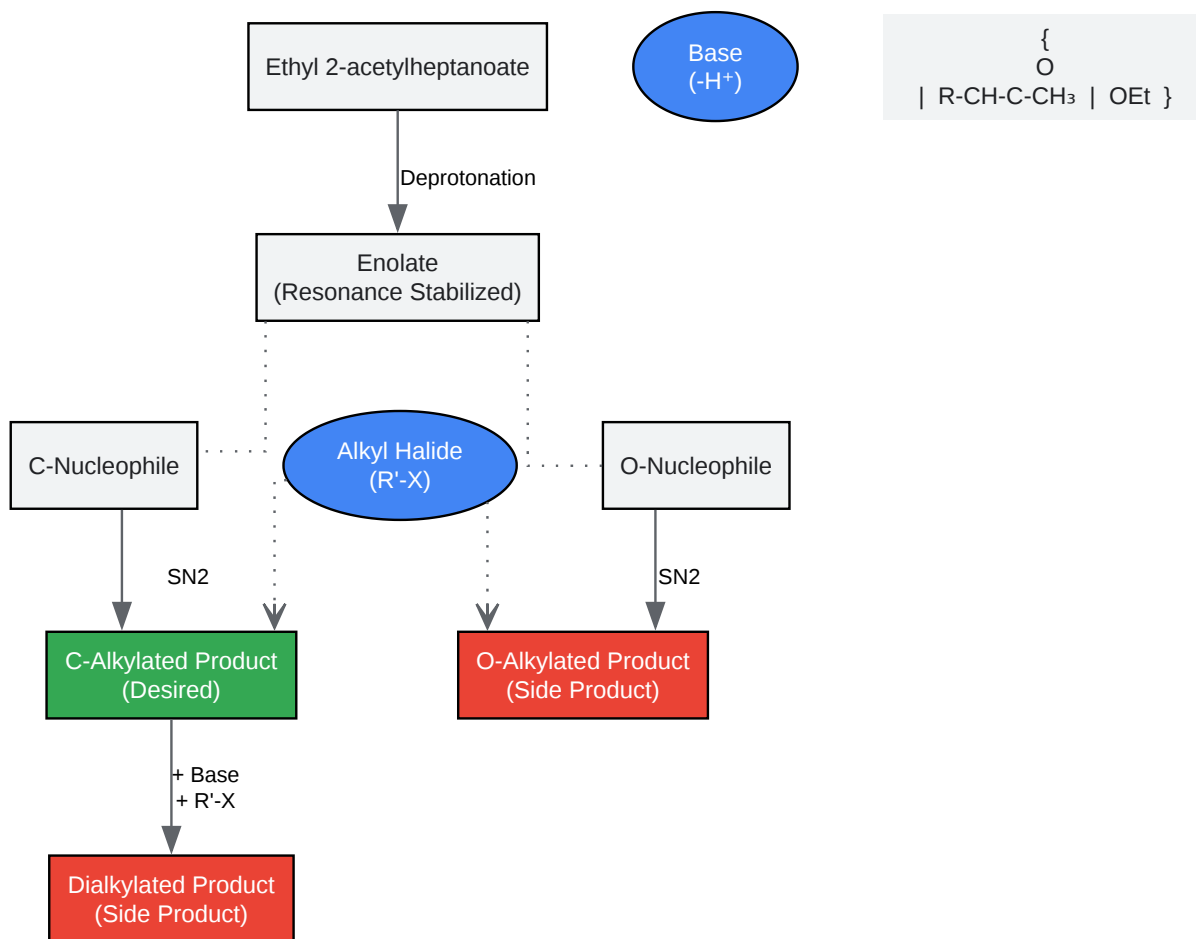 Ethyl 2-acetylheptanoate
Base
(-H⁺)
{
O
| R-CH-C-CH₃ | OEt }
Deprotonation
Enolate
(Resonance Stabilized)
C-Nucleophile
Alkyl Halide
(R'-X)
O-Nucleophile
SN2
SN2
C-Alkylated Product
(Desired)
O-Alkylated Product
(Side Product)
+ Base
+ R'-X
Dialkylated Product
(Side Product)